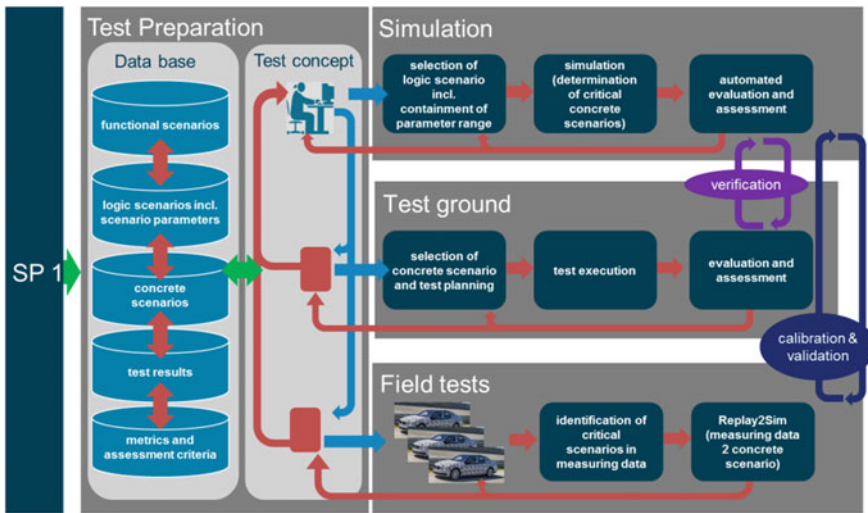 SP 1
Test Preparation
Data base
functional scenarios
logic scenarios incl.
scenario parameters
concrete
scenarios
test results
metrics and
assessment criteria
Test concept
Simulation
selection of
logic scenario
incl.
containment of
parameter range
simulation
(determination of
critical
concrete
scenarios)
automated
evaluation and
assessment
verification
Test ground
selection of
concrete scenario
and test planning
test execution
evaluation and
assessment
calibration &
validation
Field tests
identification of
critical
scenarios in
measuring data
Replay2Sim
(measuring data
2 concrete
scenario)